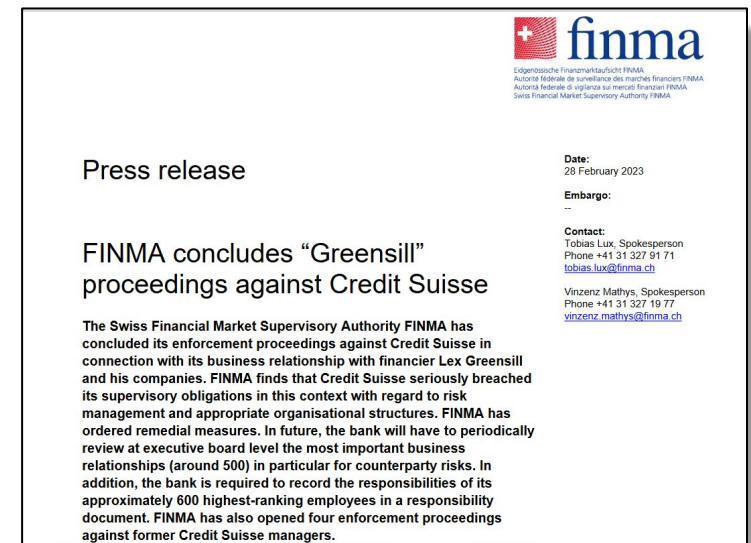 finma
Eidgenössische Finanzmarktaufsicht FINMA
Autorité fédérale de surveillance des marchés financiers FINMA
Autorità federale di vigilanza sui mercati finanziari FINMA
Swiss Financial Market Supervisory Authority FINMA
Press release
FINMA concludes “Greensill”
proceedings against Credit Suisse
The Swiss Financial Market Supervisory Authority FINMA has
concluded its enforcement proceedings against Credit Suisse in
connection with its business relationship with financier Lex Greensill
and his companies. FINMA finds that Credit Suisse seriously breached
its supervisory obligations in this context with regard to risk
management and appropriate organisational structures. FINMA has
ordered remedial measures. In future, the bank will have to periodically
review at executive board level the most important business
relationships (around 500) in particular for counterparty risks. In
addition, the bank is required to record the responsibilities of its
approximately 600 highest-ranking employees in a responsibility
document. FINMA has also opened four enforcement proceedings
against former Credit Suisse managers.
Date:
28 February 2023
Embargo:
--
Contact:
Tobias Lux, Spokesperson
Phone +41 31 327 91 71
tobias.lux@finma.ch
Vinzenz Mathys, Spokesperson
Phone +41 31 327 19 77
vinzenz.mathys@finma.ch